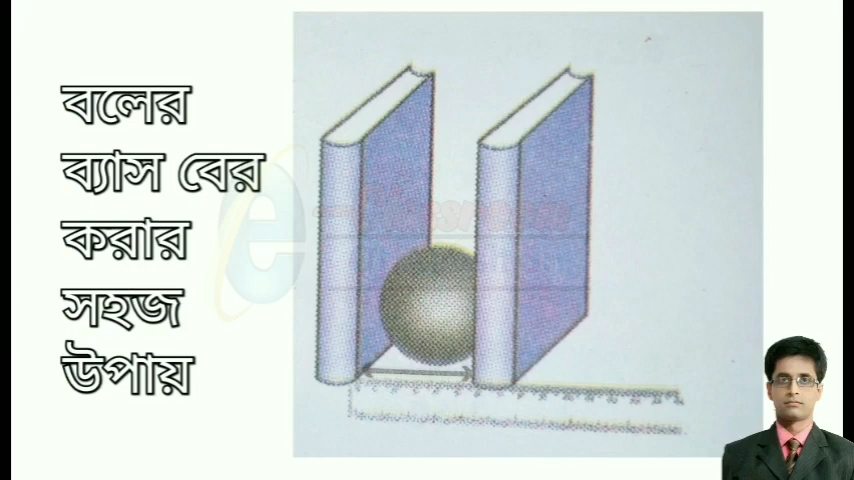 বলের
ব্যাস বের
করার
সহজ
উপায়